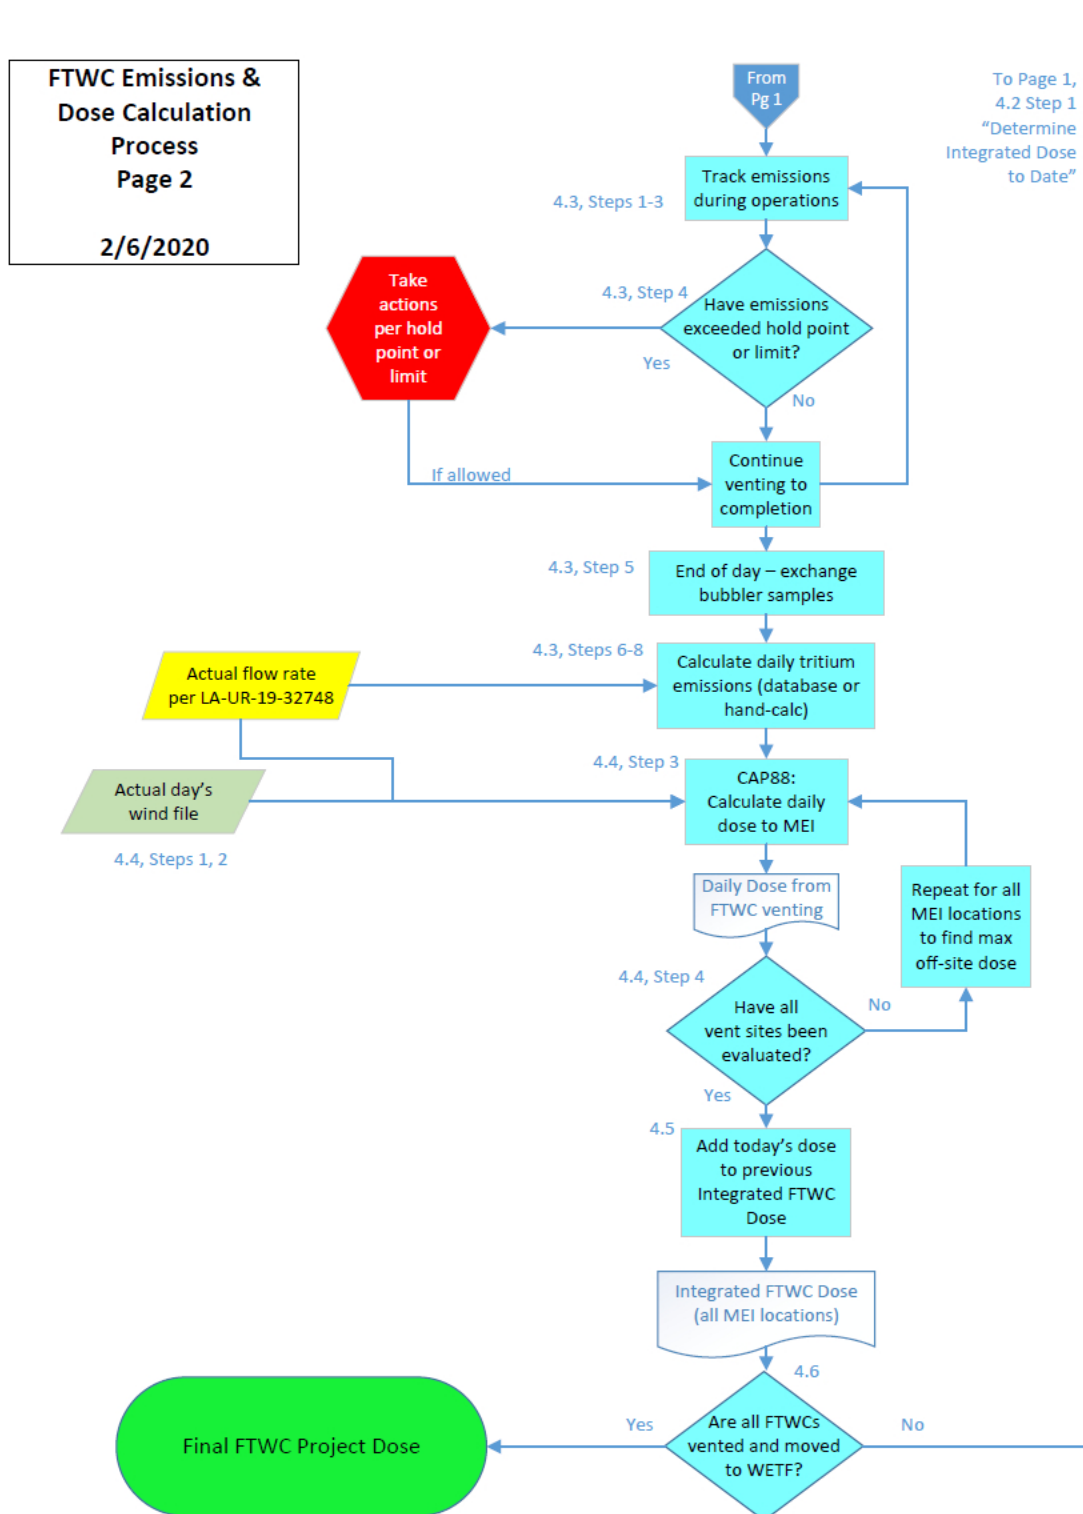 FTWC Emissions &
Dose Calculation
Process
Page 2
2/6/2020
From
Pg 1
To Page 1,
4.2 Step 1
“Determine
Integrated Dose
to Date”
4.3, Steps 1-3
Track emissions
during operations
4.3, Step 4
Have emissions
exceeded hold point
or limit?
Yes
No
Take
actions
per hold
point or
limit
If allowed
Continue
venting to
completion
4.3, Step 5
End of day – exchange
bubbler samples
4.3, Steps 6-8
Calculate daily tritium
emissions (database or
hand-calc)
Actual flow rate
per LA-UR-19-32748
4.4, Step 3
CAP88:
Calculate daily
dose to MEI
Actual day’s
wind file
4.4, Steps 1, 2
Daily Dose from
FTWC venting
Repeat for all
MEI locations
to find max
off-site dose
4.4, Step 4
Have all
vent sites been
evaluated?
No
Yes
4.5
Add today’s dose
to previous
Integrated FTWC
Dose
Integrated FTWC Dose
(all MEI locations)
4.6
Are all FTWCs
vented and moved
to WETF?
Yes
No
Final FTWC Project Dose